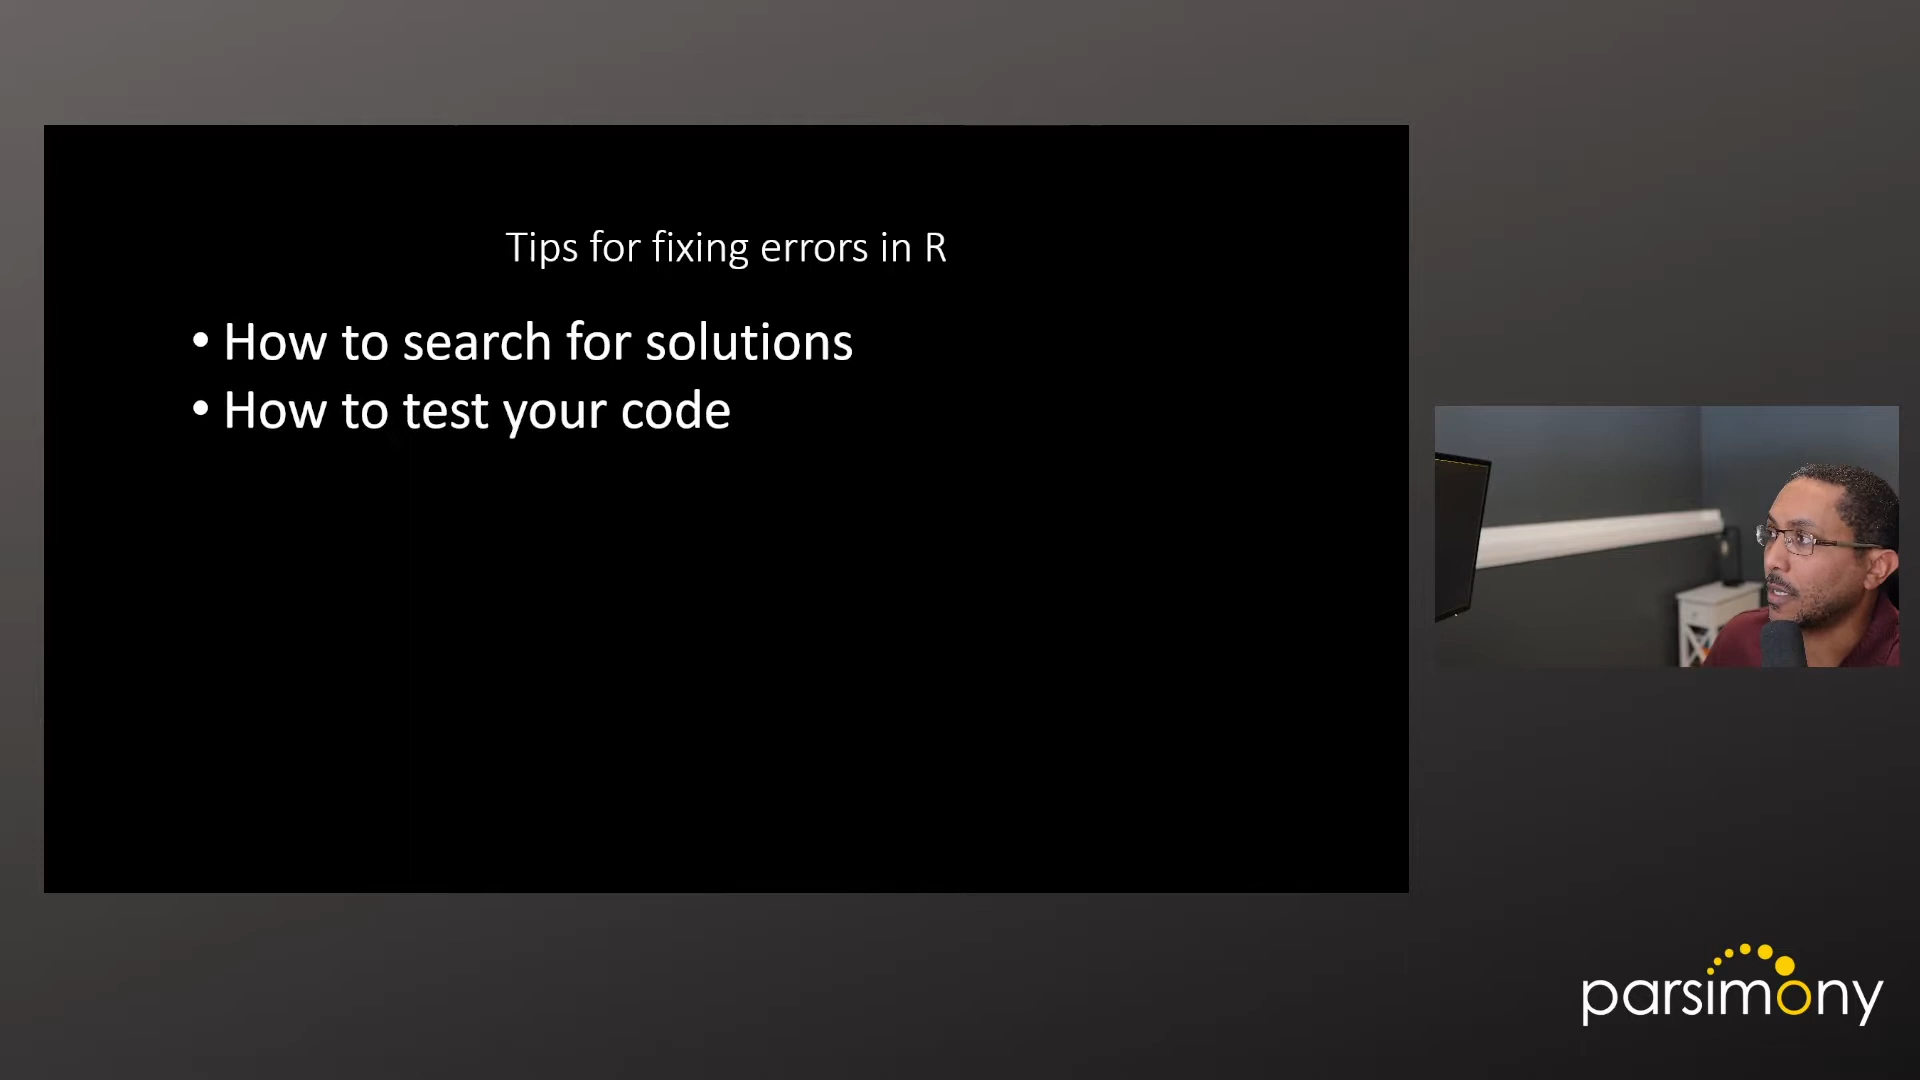 Tips for fixing errors in R
• How to search for solutions
• How to test your code
parsimony